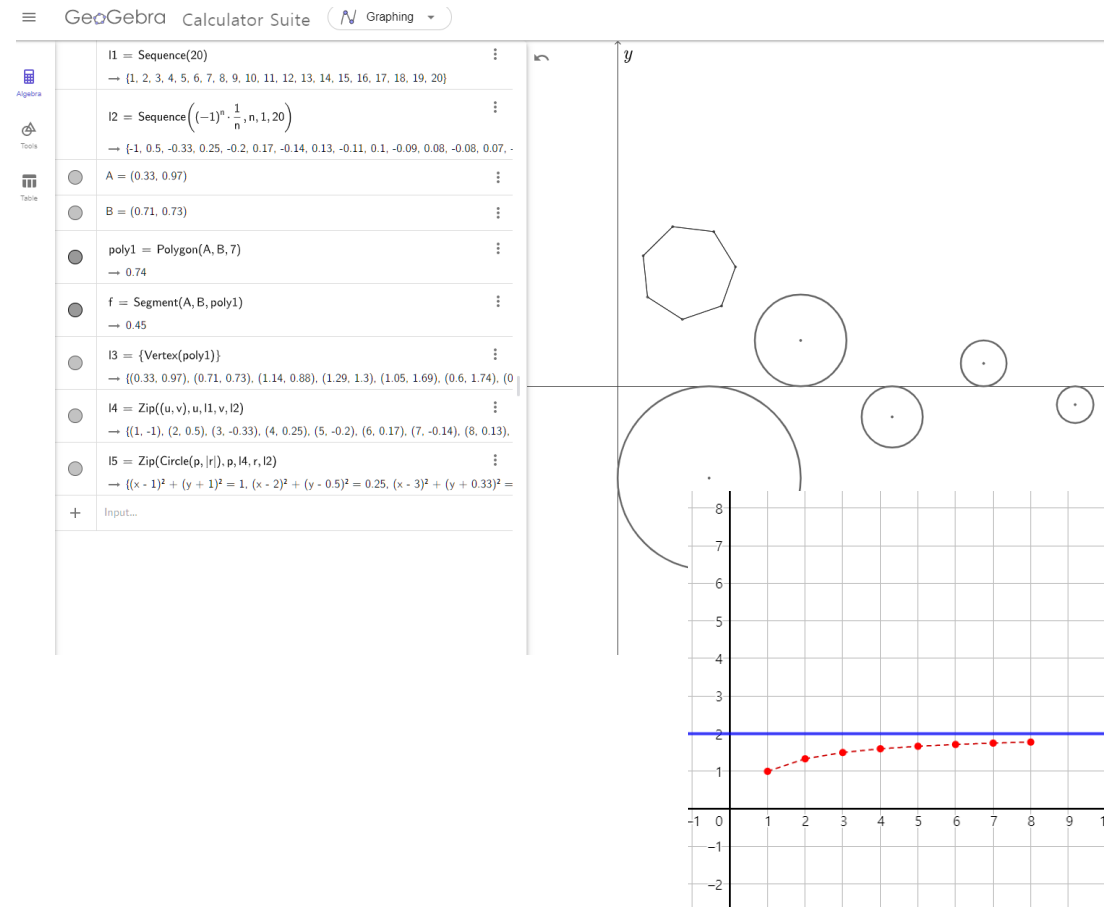 GeoGebra Calculator Suite Graphing
Algebra
Tools
Table
l1 = Sequence(20)
→ {1, 2, 3, 4, 5, 6, 7, 8, 9, 10, 11, 12, 13, 14, 15, 16, 17, 18, 19, 20}
l2 = Sequence((−1)ⁿ · 1/n, n, 1, 20)
→ {-1, 0.5, -0.33, 0.25, -0.2, 0.17, -0.14, 0.13, -0.11, 0.1, -0.09, 0.08, -0.08, 0.07, -
A = (0.33, 0.97)
B = (0.71, 0.73)
poly1 = Polygon(A, B, 7)
→ 0.74
f = Segment(A, B, poly1)
→ 0.45
l3 = {Vertex(poly1)}
→ {(0.33, 0.97), (0.71, 0.73), (1.14, 0.88), (1.29, 1.3), (1.05, 1.69), (0.6, 1.74), (0
l4 = Zip((u, v), u, l1, v, l2)
→ {(1, -1), (2, 0.5), (3, -0.33), (4, 0.25), (5, -0.2), (6, 0.17), (7, -0.14), (8, 0.13),
l5 = Zip(Circle(p, |r|), p, l4, r, l2)
→ {(x - 1)² + (y + 1)² = 1, (x - 2)² + (y - 0.5)² = 0.25, (x - 3)² + (y + 0.33)² =
+ Input...
y
8
7
6
5
4
3
2
1
−1 0 1 2 3 4 5 6 7 8 9 1
−1
−2